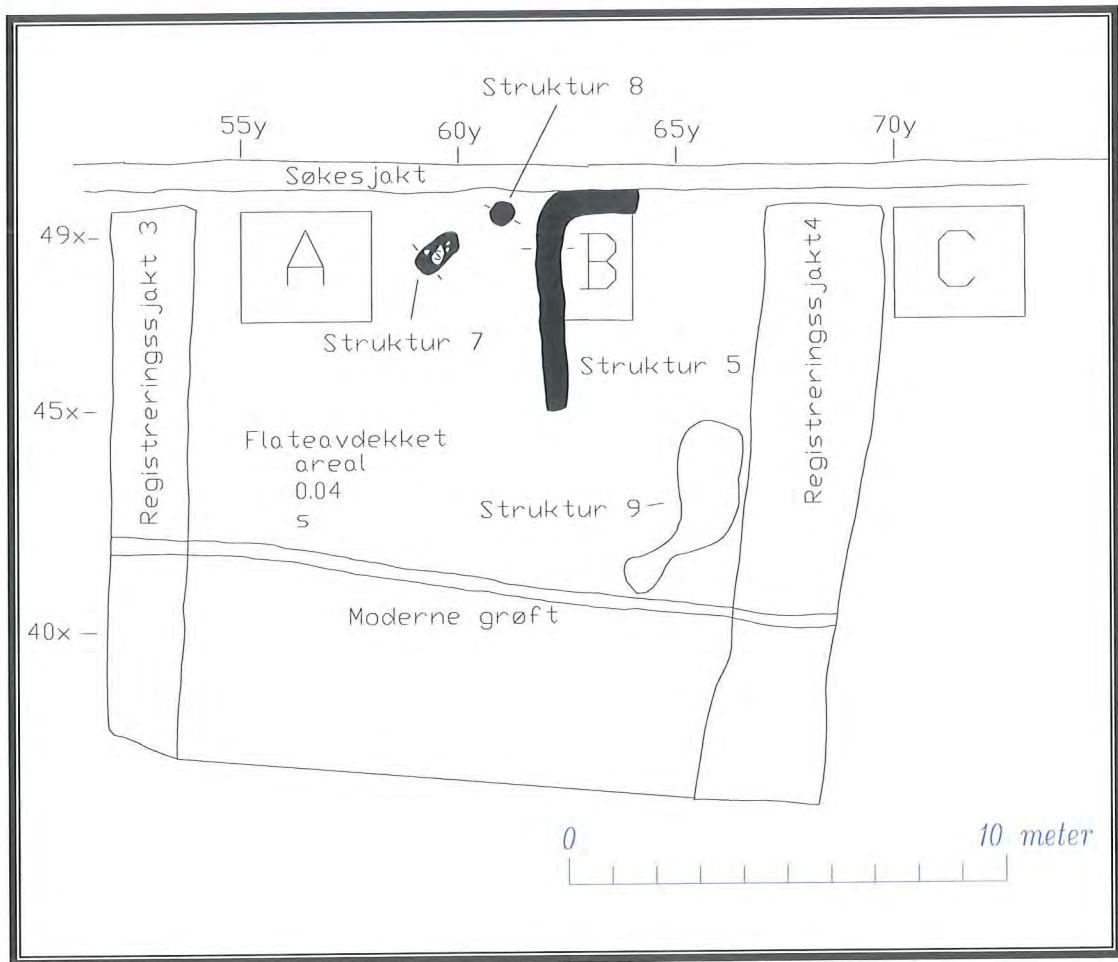 Struktur 8
55y
60y
65y
70y
Søkesjakt
49x
Registreringssjakt 3
A
B
Registreringssjakt4
C
Struktur 7
Struktur 5
45x
Flateavdekket
areal
0.04
s
Struktur 9
Moderne grøft
40x
0
10 meter